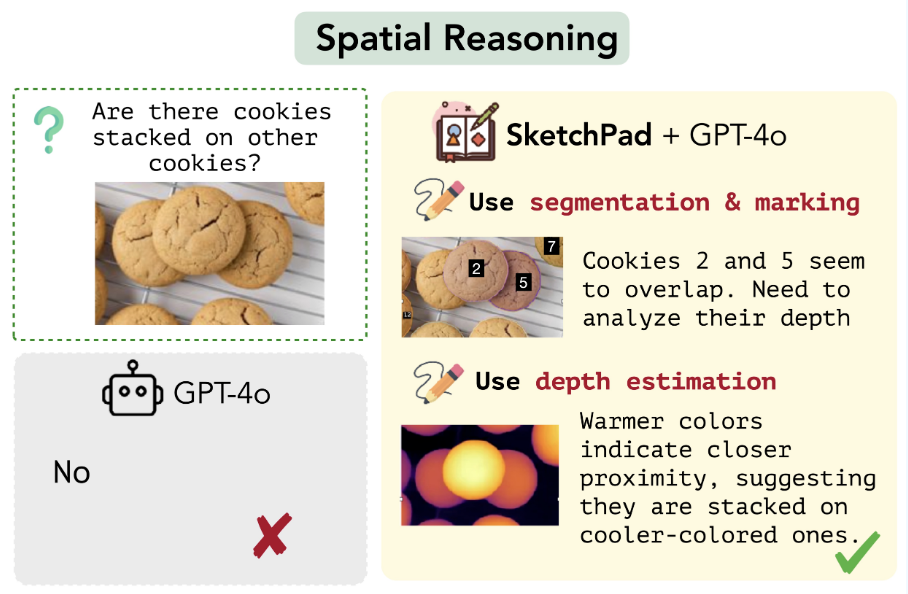 Spatial Reasoning
Are there cookies
stacked on other
cookies?
GPT-4o
No
SketchPad + GPT-4o
Use segmentation & marking
7
2
5
12
Cookies 2 and 5 seem
to overlap. Need to
analyze their depth
Use depth estimation
Warmer colors
indicate closer
proximity, suggesting
they are stacked on
cooler-colored ones.